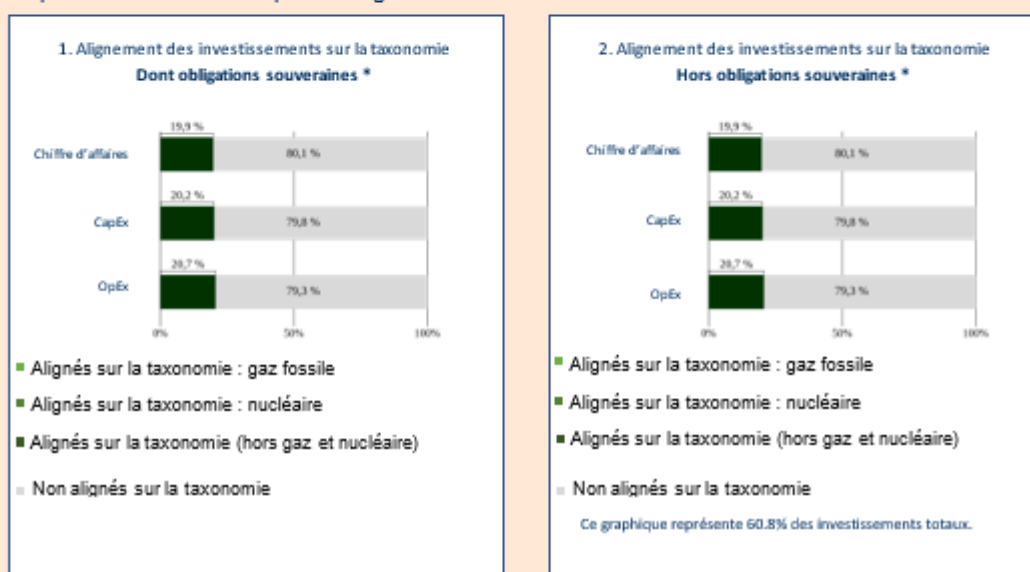 1. Alignement des investissements sur la taxonomie
Dont obligations souveraines *
19,9 %
Chiffre d'affaires
80,1 %
20,2 %
CapEx
79,8 %
20,7 %
OpEx
79,3 %
0%
50%
100%
Alignés sur la taxonomie : gaz fossile
Alignés sur la taxonomie : nucléaire
Alignés sur la taxonomie (hors gaz et nucléaire)
Non alignés sur la taxonomie
2. Alignement des investissements sur la taxonomie
Hors obligations souveraines *
19,9 %
Chiffre d'affaires
80,1 %
20,2 %
CapEx
79,8 %
20,7 %
OpEx
79,3 %
0%
50%
100%
Alignés sur la taxonomie : gaz fossile
Alignés sur la taxonomie : nucléaire
Alignés sur la taxonomie (hors gaz et nucléaire)
Non alignés sur la taxonomie
Ce graphique représente 60.8% des investissements totaux.